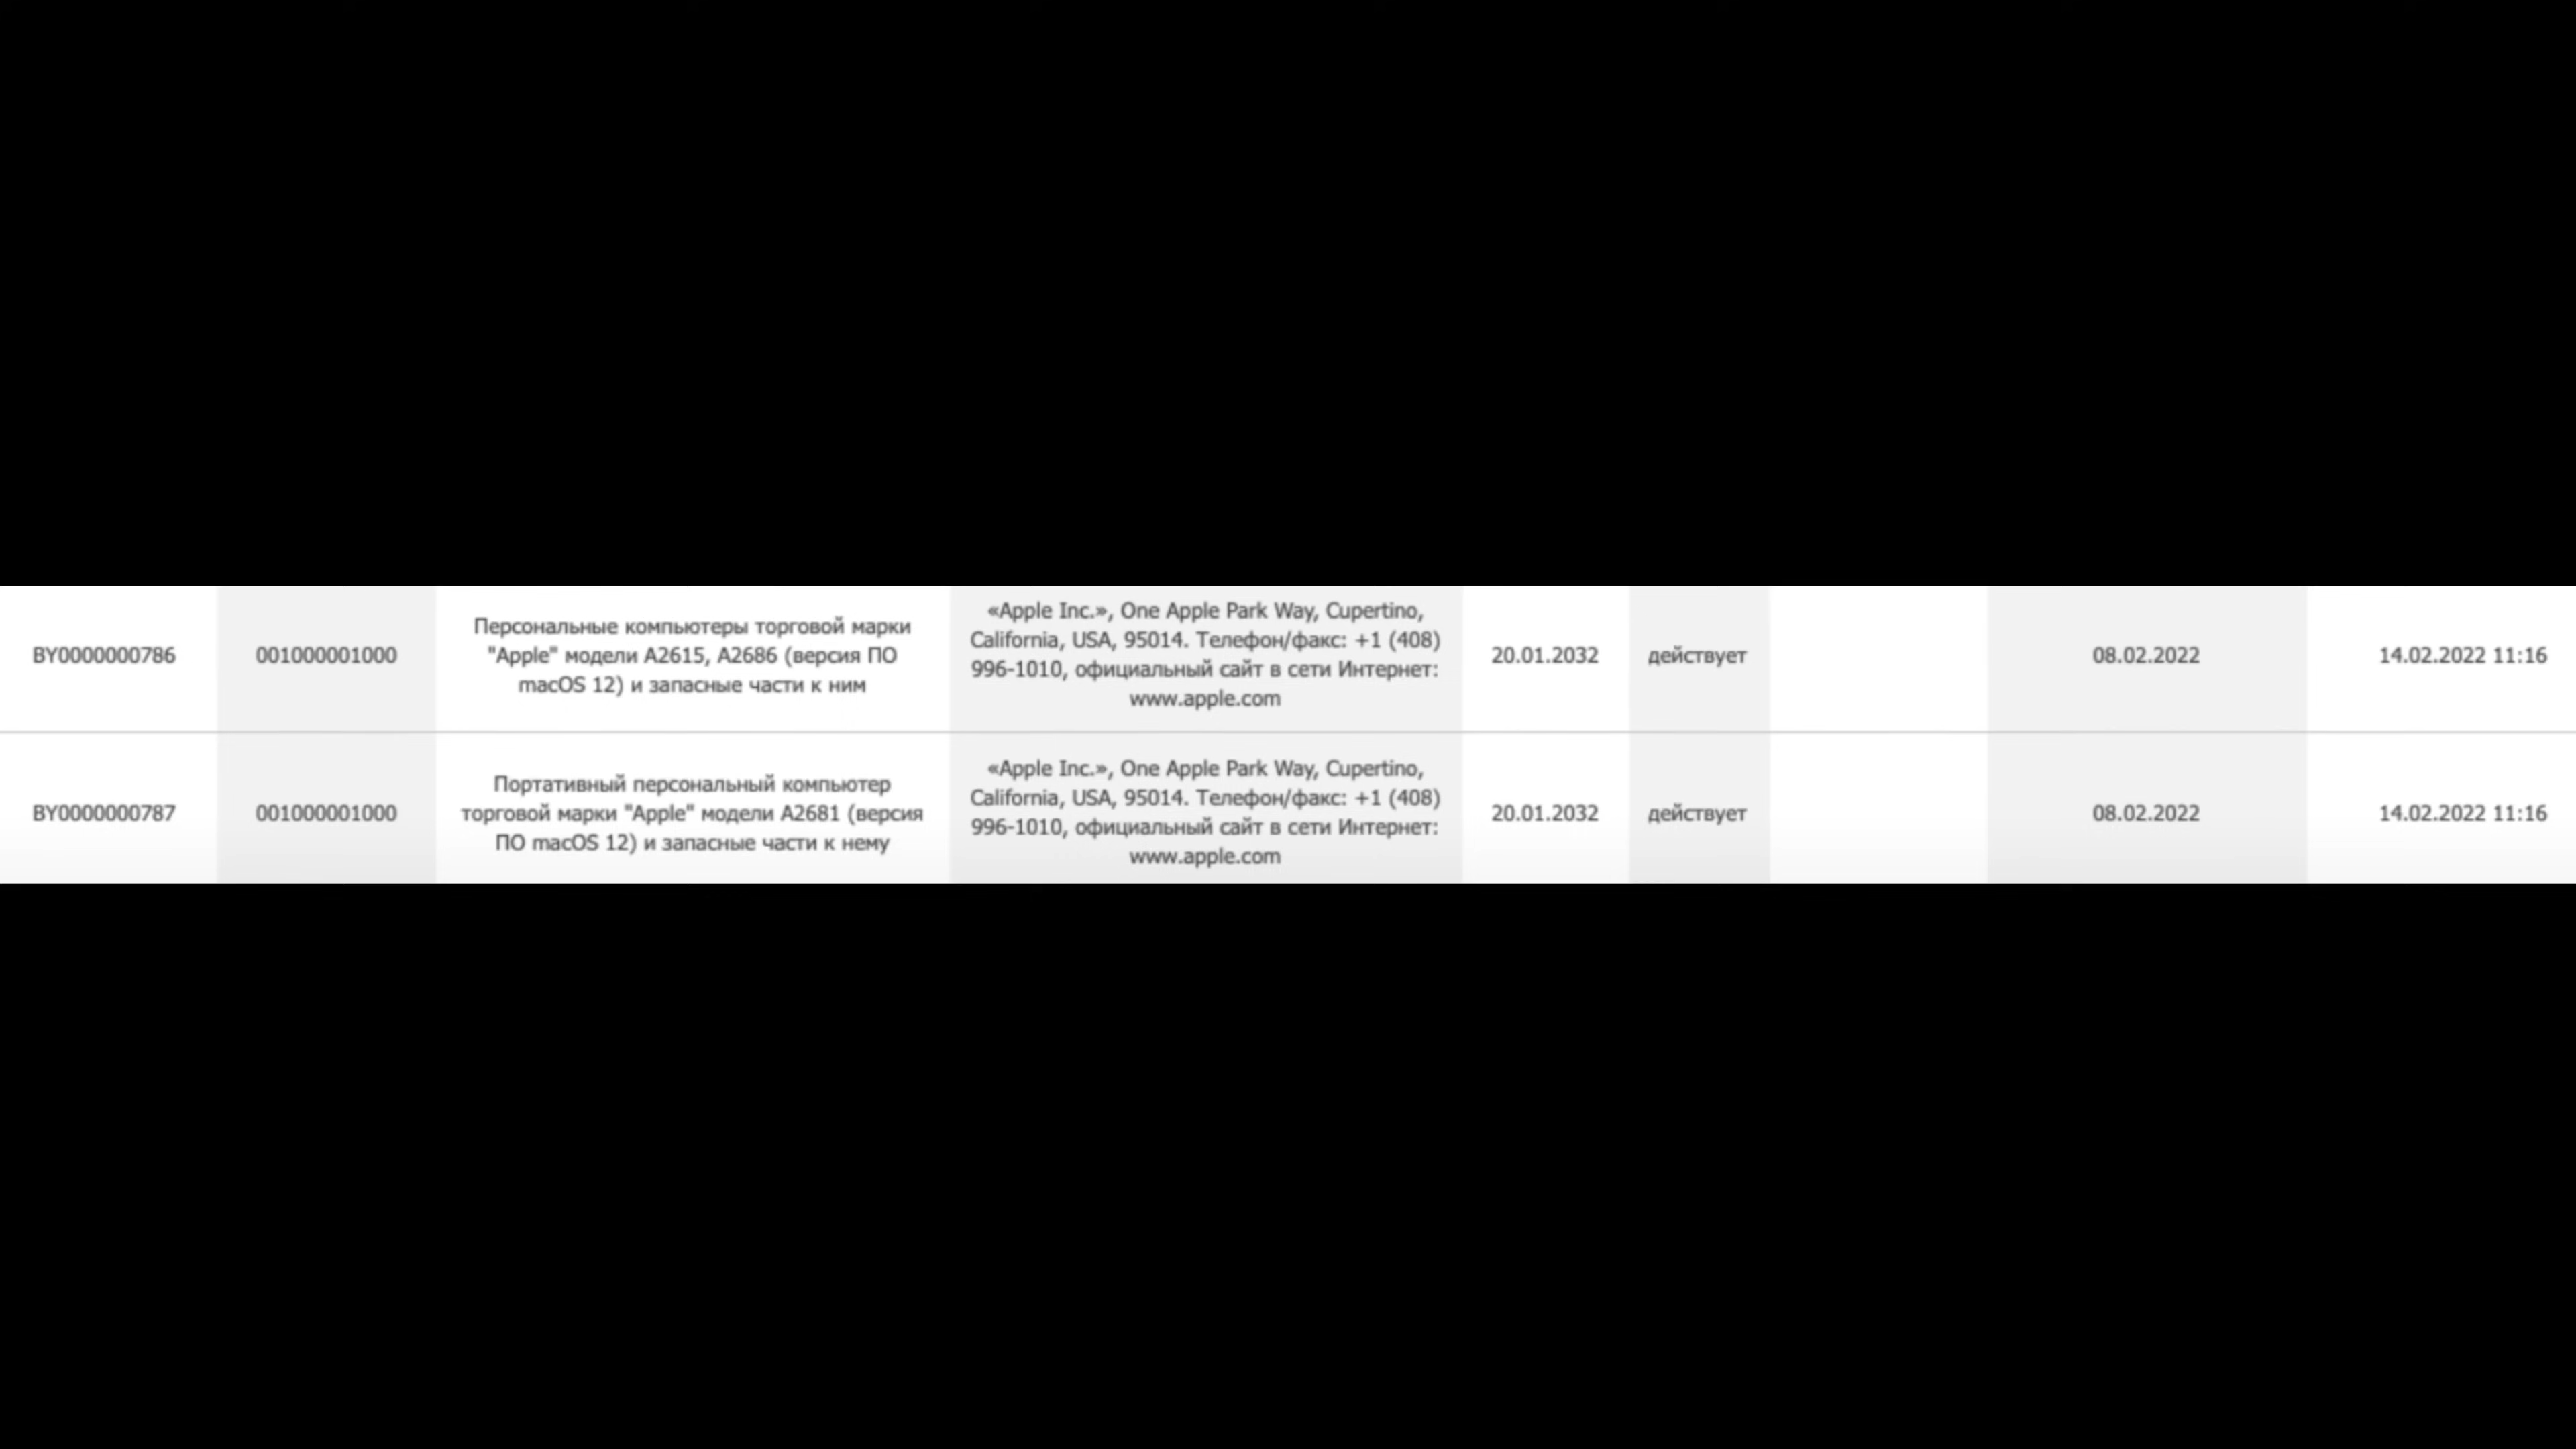 BY0000000786
001000001000
Персональные компьютеры торговой марки
"Apple" модели A2615, A2686 (версия ПО
macOS 12) и запасные части к ним
«Apple Inc.», One Apple Park Way, Cupertino,
California, USA, 95014. Телефон/факс: +1 (408)
996-1010, официальный сайт в сети Интернет:
www.apple.com
20.01.2032
действует
08.02.2022
14.02.2022 11:16
BY0000000787
001000001000
Портативный персональный компьютер
торговой марки "Apple" модели A2681 (версия
ПО macOS 12) и запасные части к нему
«Apple Inc.», One Apple Park Way, Cupertino,
California, USA, 95014. Телефон/факс: +1 (408)
996-1010, официальный сайт в сети Интернет:
www.apple.com
20.01.2032
действует
08.02.2022
14.02.2022 11:16